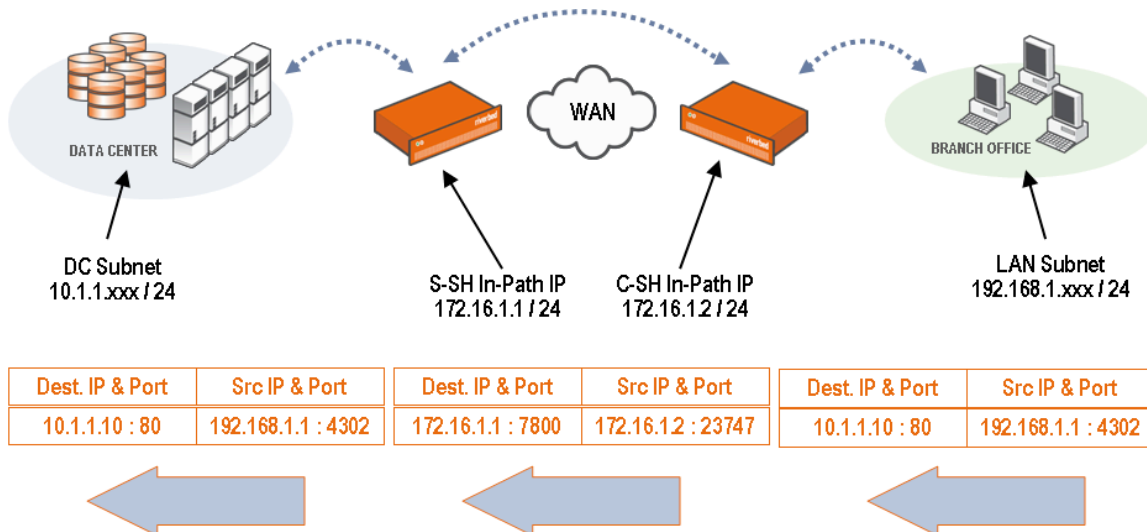 WAN
riverbed
riverbed
DATA CENTER
BRANCH OFFICE
DC Subnet
10.1.1.xxx / 24
S-SH In-Path IP
172.16.1.1 / 24
C-SH In-Path IP
172.16.1.2 / 24
LAN Subnet
192.168.1.xxx / 24
Dest. IP & Port Src IP & Port
10.1.1.10 : 80 192.168.1.1 : 4302
Dest. IP & Port Src IP & Port
172.16.1.1 : 7800 172.16.1.2 : 23747
Dest. IP & Port Src IP & Port
10.1.1.10 : 80 192.168.1.1 : 4302